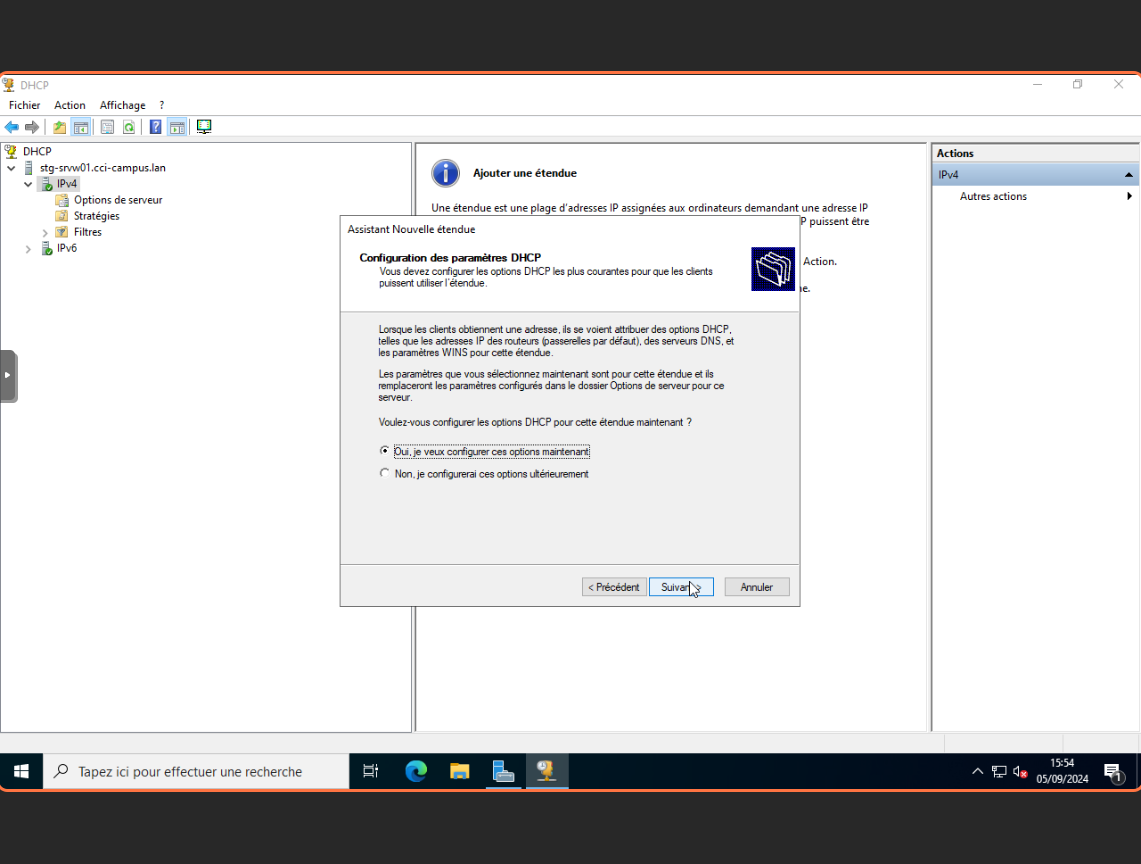 DHCP
Fichier Action Affichage ?
DHCP
stg-srvw01.cci-campus.lan
IPv4
Options de serveur
Stratégies
Filtres
IPv6
Ajouter une étendue
Une étendue est une plage d'adresses IP assignées aux ordinateurs demandant une adresse IP
P puissent être
Action.
Assistant Nouvelle étendue
Configuration des paramètres DHCP
Vous devez configurer les options DHCP les plus courantes pour que les clients
puissent utiliser l'étendue.
Lorsque les clients obtiennent une adresse, ils se voient attribuer des options DHCP,
telles que les adresses IP des routeurs (passerelles par défaut), des serveurs DNS, et
les paramètres WINS pour cette étendue.
Les paramètres que vous sélectionnez maintenant sont pour cette étendue et ils
remplaceront les paramètres configurés dans le dossier Options de serveur pour ce
serveur.
Voulez-vous configurer les options DHCP pour cette étendue maintenant ?
Oui, je veux configurer ces options maintenant
Non, je configurerai ces options ultérieurement
< Précédent Annuler
Actions
IPv4
Autres actions
Tapez ici pour effectuer une recherche
15:54
05/09/2024
1